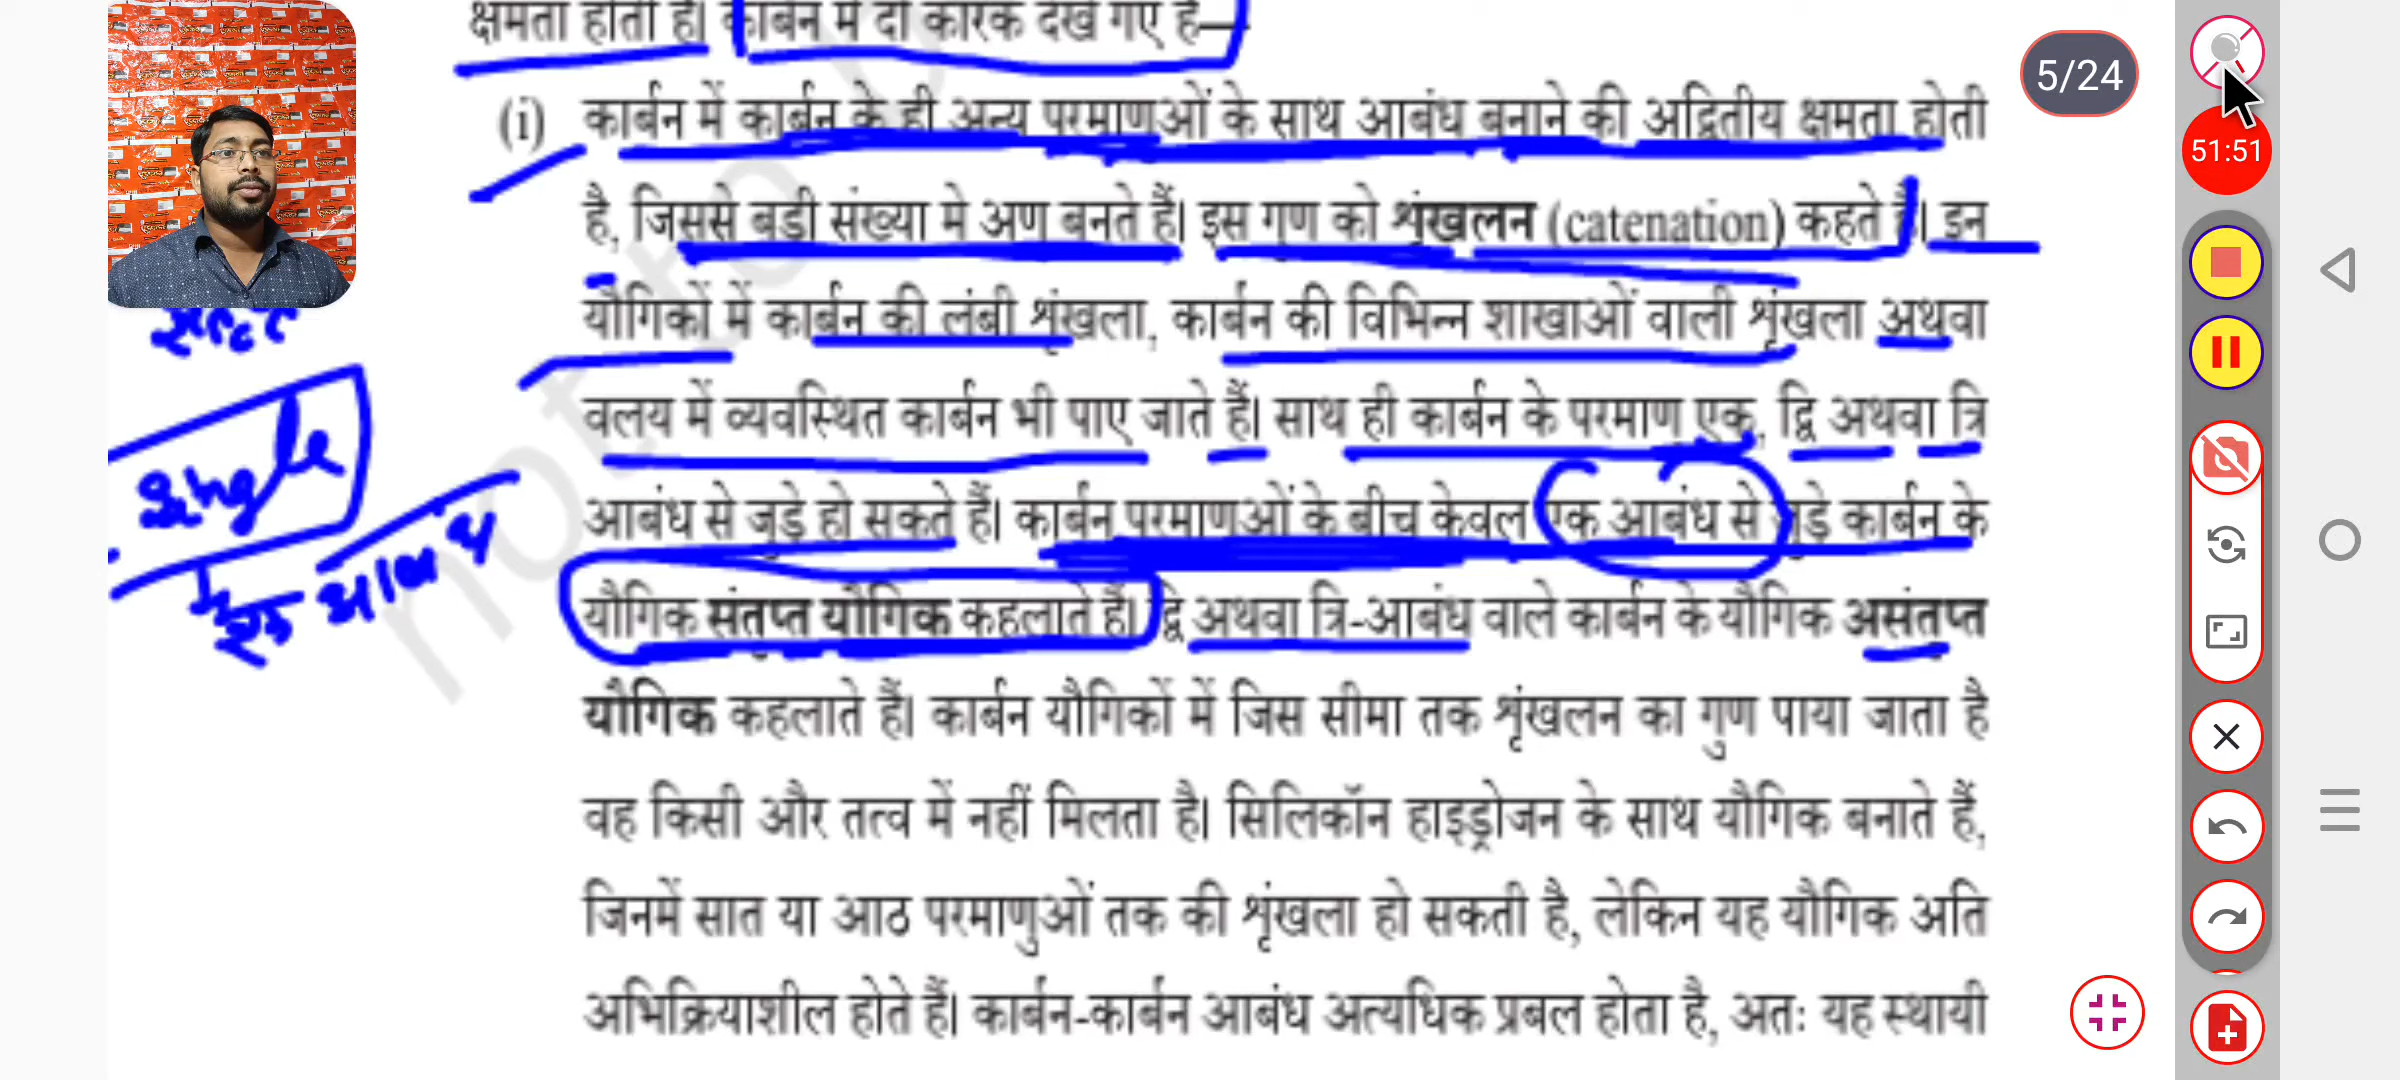 क्षमता होती है। कार्बन में दो कारक देखे गए हैं—
5/24
(i) कार्बन में कार्बन के ही अन्य परमाणुओं के साथ आबंध बनाने की अद्वितीय क्षमता होती
51:51
है, जिससे बड़ी संख्या में अणु बनते हैं। इस गुण को शृंखलन (catenation) कहते हैं। इन
यौगिकों में कार्बन की लंबी शृंखला, कार्बन की विभिन्न शाखाओं वाली शृंखला अथवा
वलय में व्यवस्थित कार्बन भी पाए जाते हैं। साथ ही कार्बन के परमाणु एक, द्वि अथवा त्रि
Single
आबंध से जुड़े हो सकते हैं। कार्बन परमाणुओं के बीच केवल एक आबंध से जुड़े कार्बन के
एक आबंध
यौगिक संतृप्त यौगिक कहलाते हैं। द्वि अथवा त्रि-आबंध वाले कार्बन के यौगिक असंतृप्त
यौगिक कहलाते हैं। कार्बन यौगिकों में जिस सीमा तक शृंखलन का गुण पाया जाता है
वह किसी और तत्व में नहीं मिलता है। सिलिकॉन हाइड्रोजन के साथ यौगिक बनाते हैं,
जिनमें सात या आठ परमाणुओं तक की शृंखला हो सकती है, लेकिन यह यौगिक अति
अभिक्रियाशील होते हैं। कार्बन-कार्बन आबंध अत्यधिक प्रबल होता है, अतः यह स्थायी